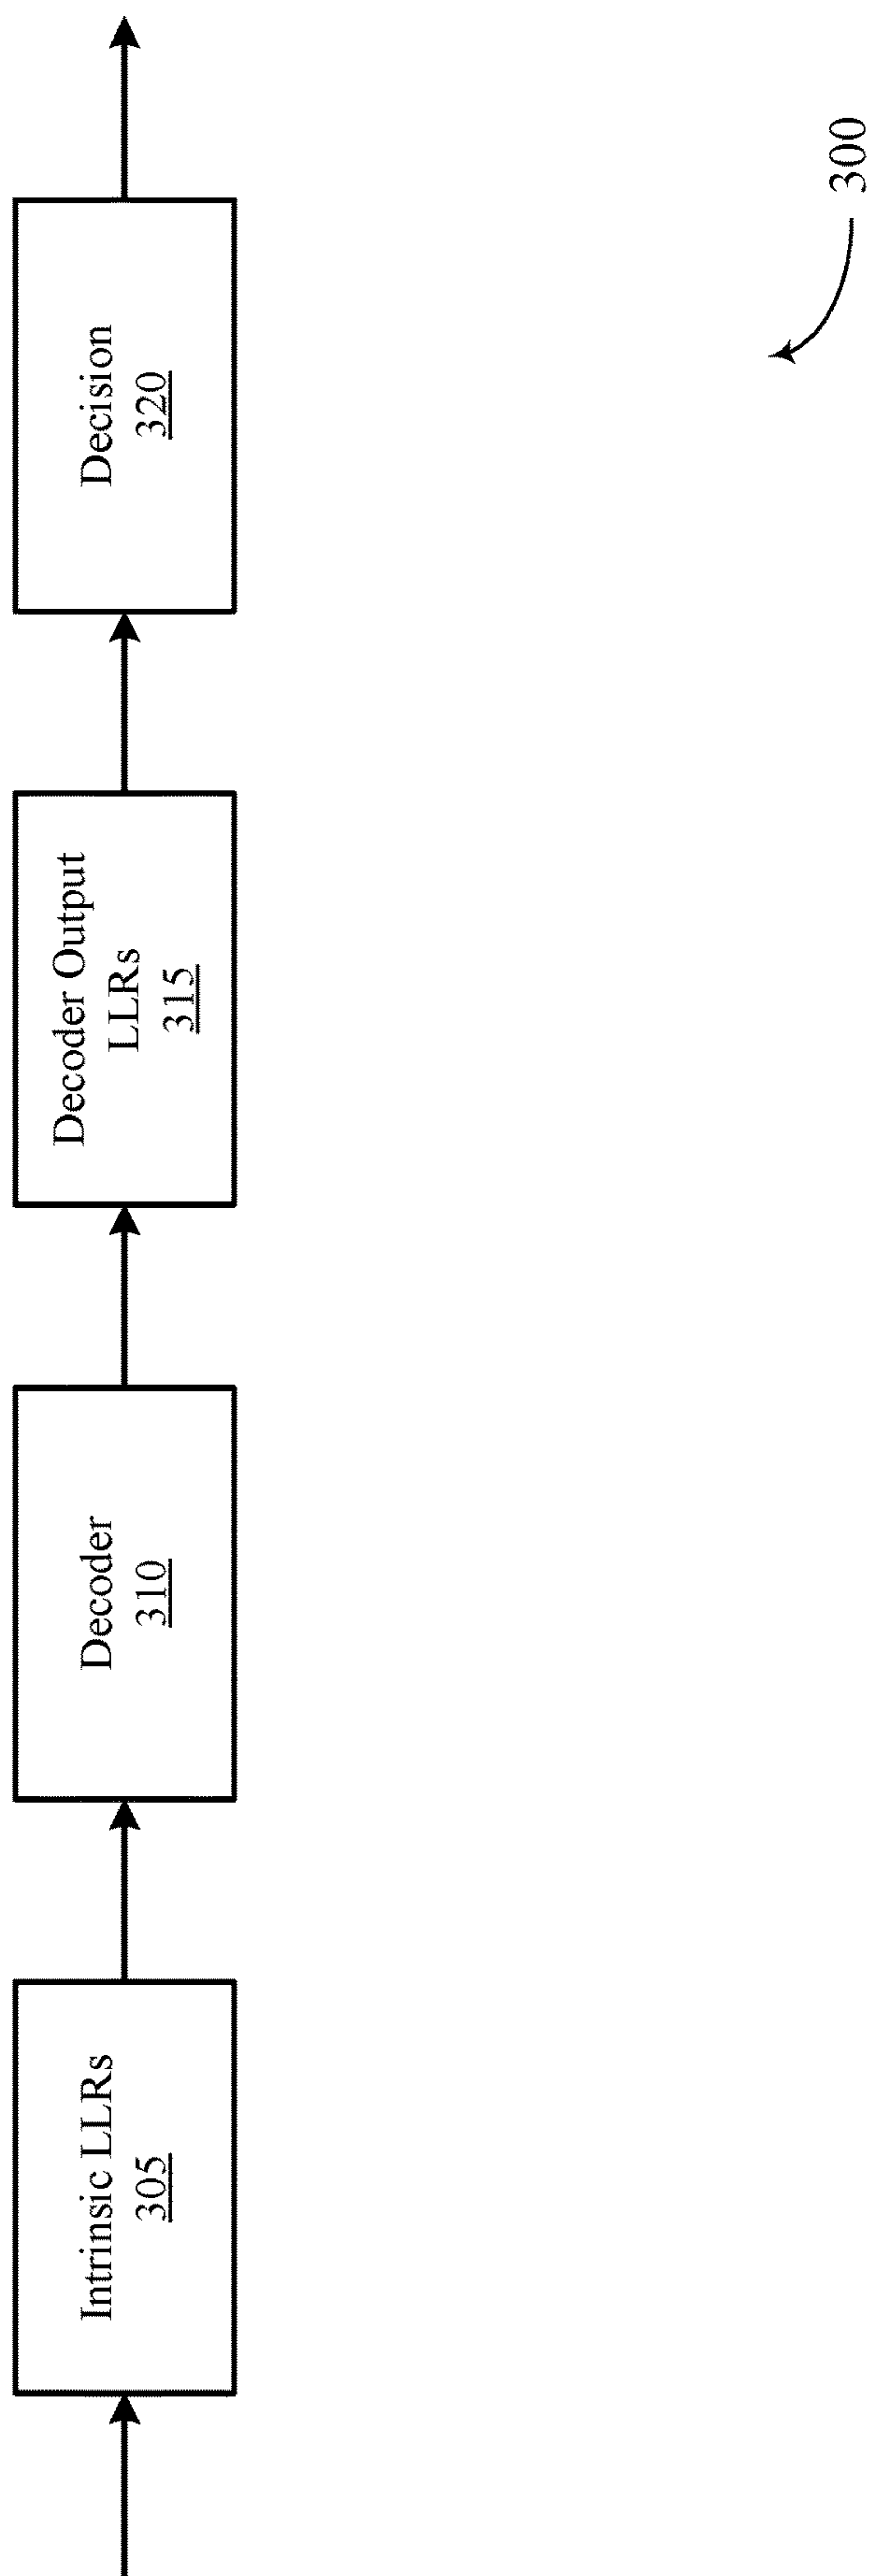 Intrinsic LLRs
305
Decoder
310
Decoder Output
LLRs
315
Decision
320
300